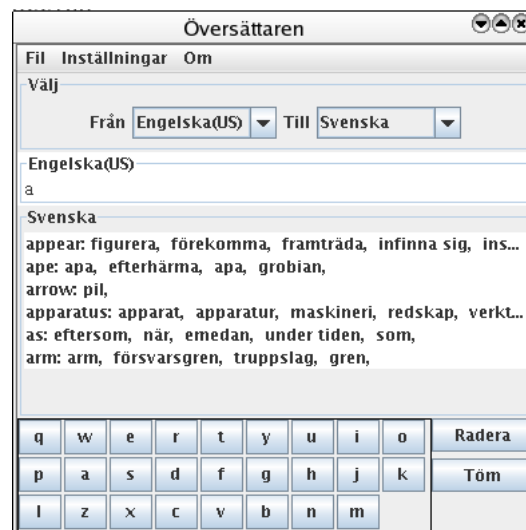 Översättaren
Fil Inställningar Om
Välj
Från Engelska(US) Till Svenska
Engelska(US)
a
Svenska
appear: figurera, förekomma, framträda, infinna sig, ins...
ape: apa, efterhärma, apa, grobian,
arrow: pil,
apparatus: apparat, apparatur, maskineri, redskap, verkt...
as: eftersom, när, emedan, under tiden, som,
arm: arm, försvarsgren, truppslag, gren,
q w e r t y u i o Radera
p a s d f g h j k Töm
l z x c v b n m